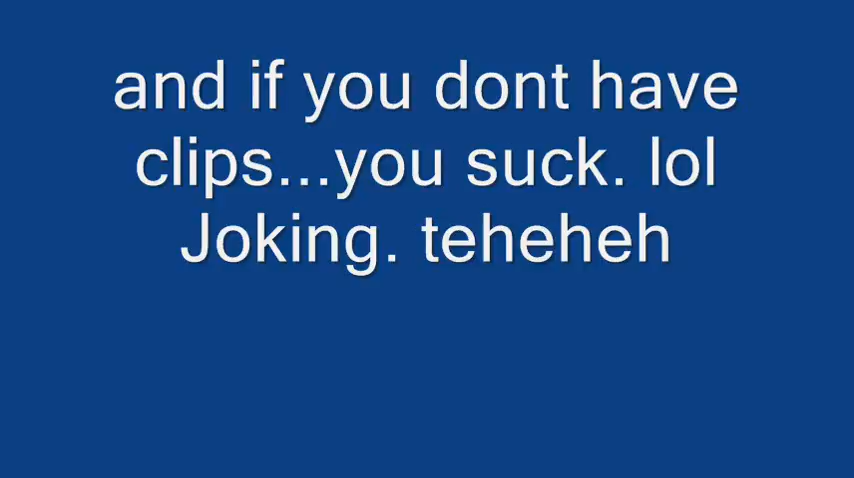 and if you dont have
clips...you suck. lol
Joking. teheheh